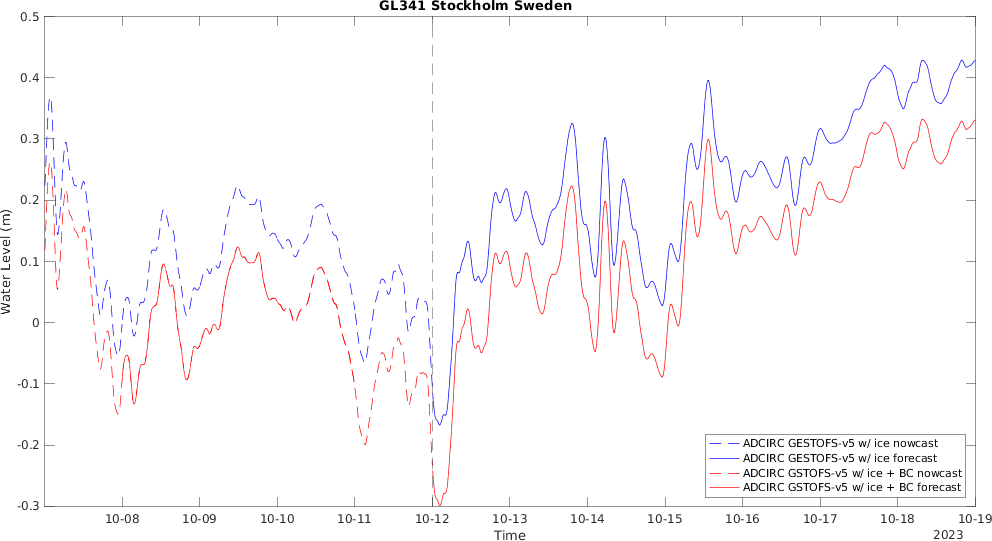 GL341 Stockholm Sweden
0.5
0.4
0.3
0.2
0.1
0
-0.1
-0.2
-0.3
Water Level (m)
ADCIRC GESTOFS-v5 w/ ice nowcast
ADCIRC GESTOFS-v5 w/ ice forecast
ADCIRC GSTOFS-v5 w/ ice + BC nowcast
ADCIRC GSTOFS-v5 w/ ice + BC forecast
10-08 10-09 10-10 10-11 10-12 10-13 10-14 10-15 10-16 10-17 10-18 10-19
Time
2023